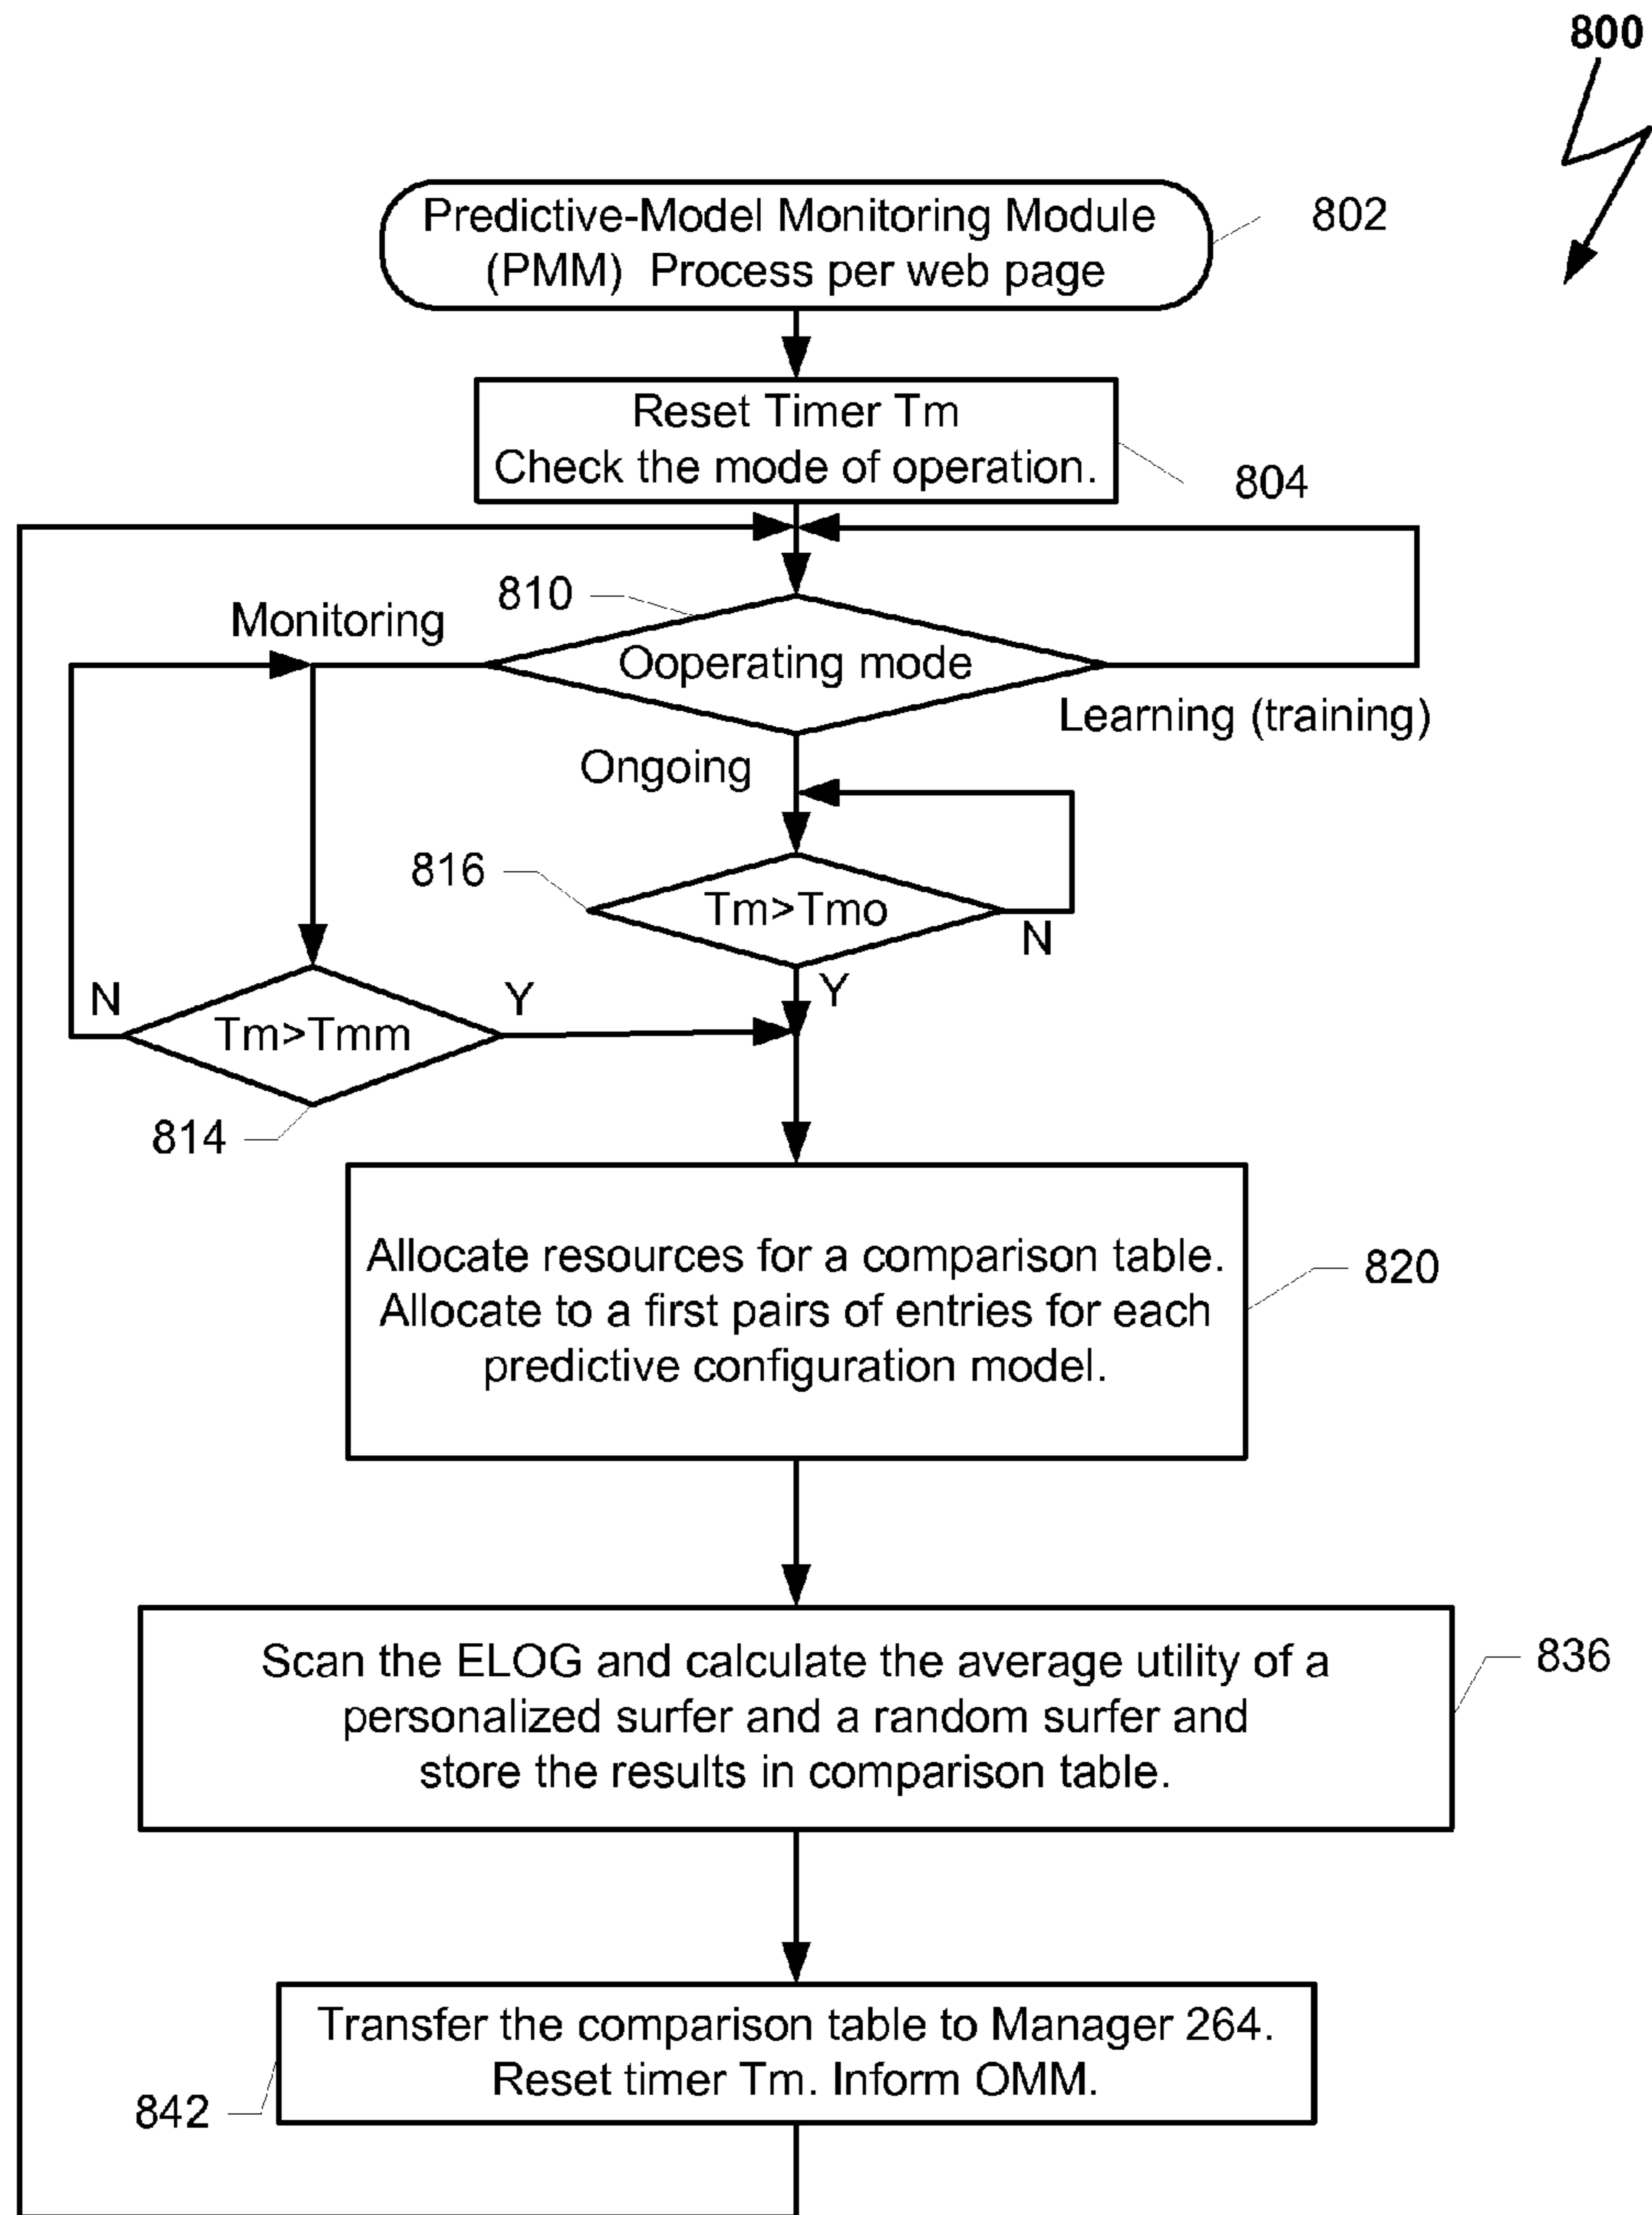 800
Predictive-Model Monitoring Module
(PMM) Process per web page
802
Reset Timer Tm
Check the mode of operation.
804
810
Monitoring
Ooperating mode
Learning (training)
Ongoing
816
Tm>Tmo
N
Y
N
Y
Tm>Tmm
814
Allocate resources for a comparison table.
Allocate to a first pairs of entries for each
predictive configuration model.
820
Scan the ELOG and calculate the average utility of a
personalized surfer and a random surfer and
store the results in comparison table.
836
Transfer the comparison table to Manager 264.
Reset timer Tm. Inform OMM.
842